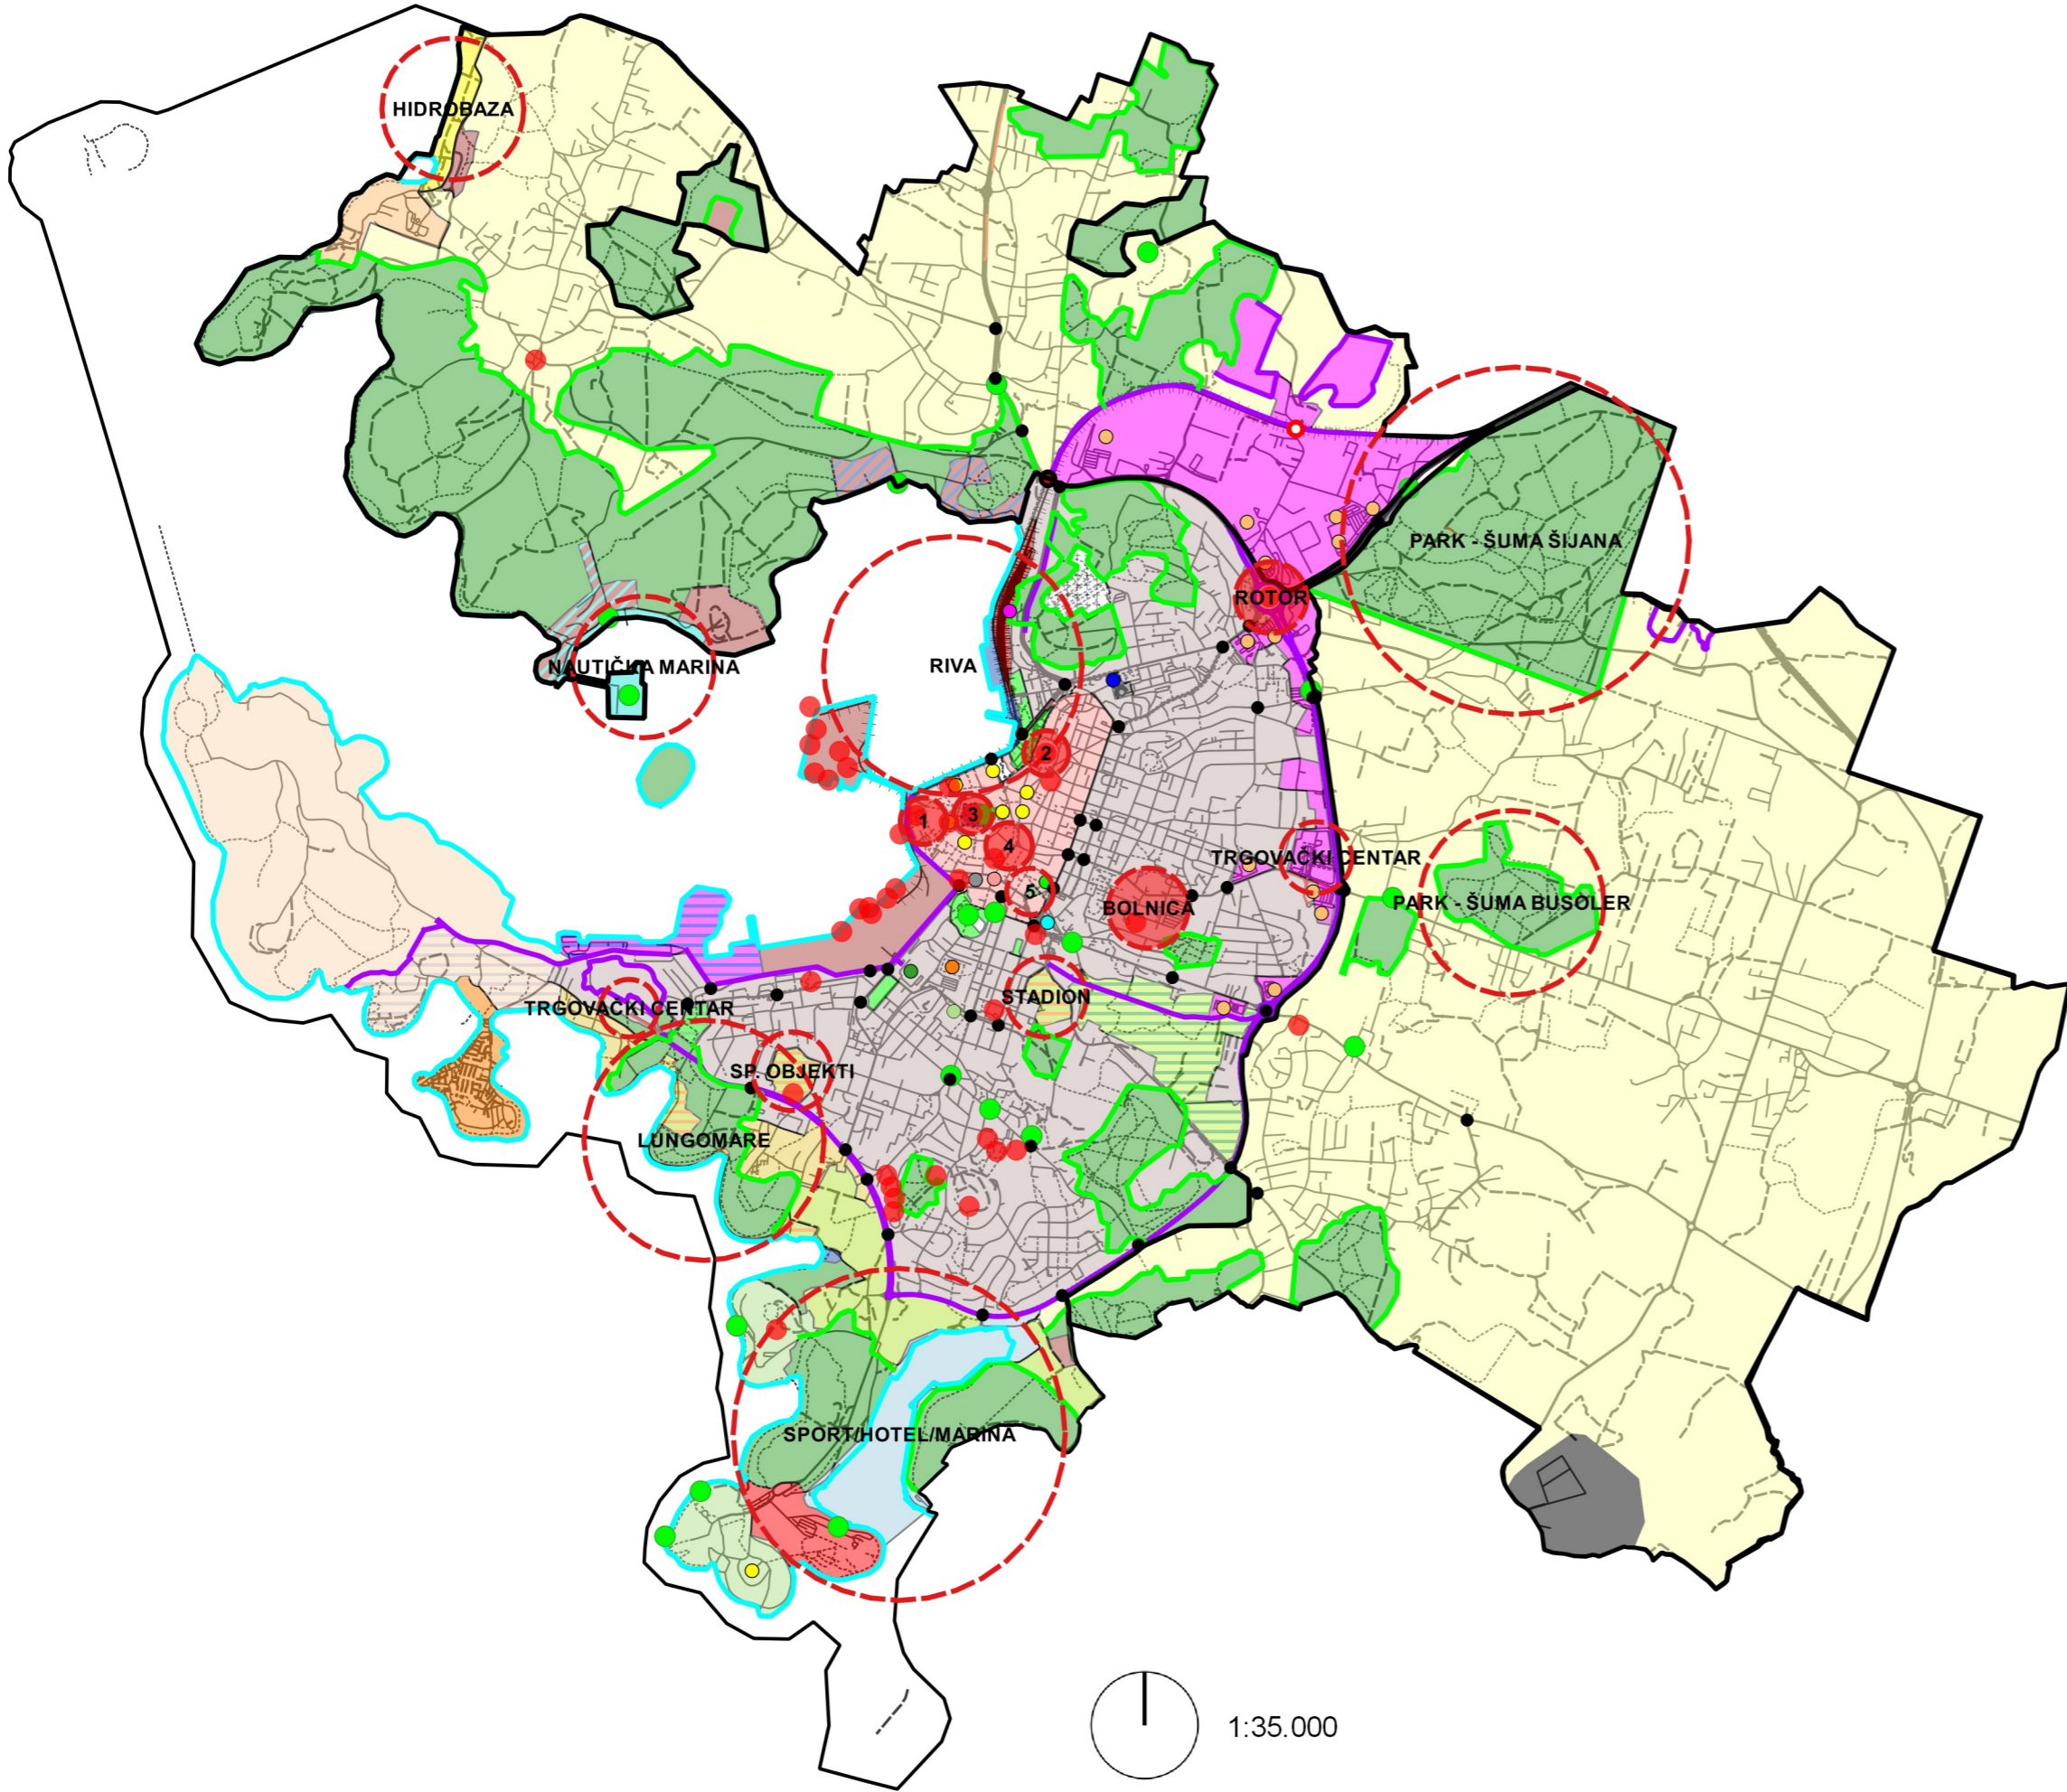 HIDROBAZA
PARK - ŠUMA ŠIJANA
ROTOR
NAUTIČKA MARINA
RIVA
2
1
3
4
TRGOVAČKI CENTAR
5
BOLNICA
PARK - ŠUMA BUSOLER
STADION
TRGOVAČKI CENTAR
SP. OBJEKTI
LUNGOMARE
SPORT/HOTEL/MARINA
1:35.000